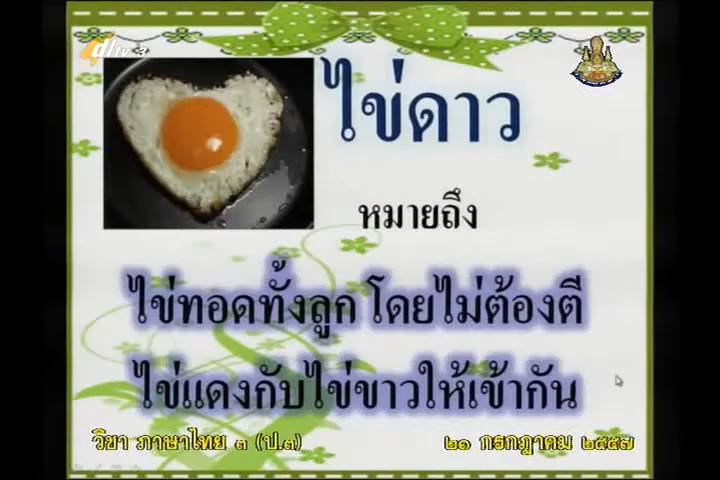 dltv 3
ไข่ดาว
หมายถึง
ไข่ทอดทั้งลูก โดยไม่ต้องตี
ไข่แดงกับไข่ขาวให้เข้ากัน
วิชา ภาษาไทย ๓ (ป.๓)
๒๑ กรกฎาคม ๒๕๕๗